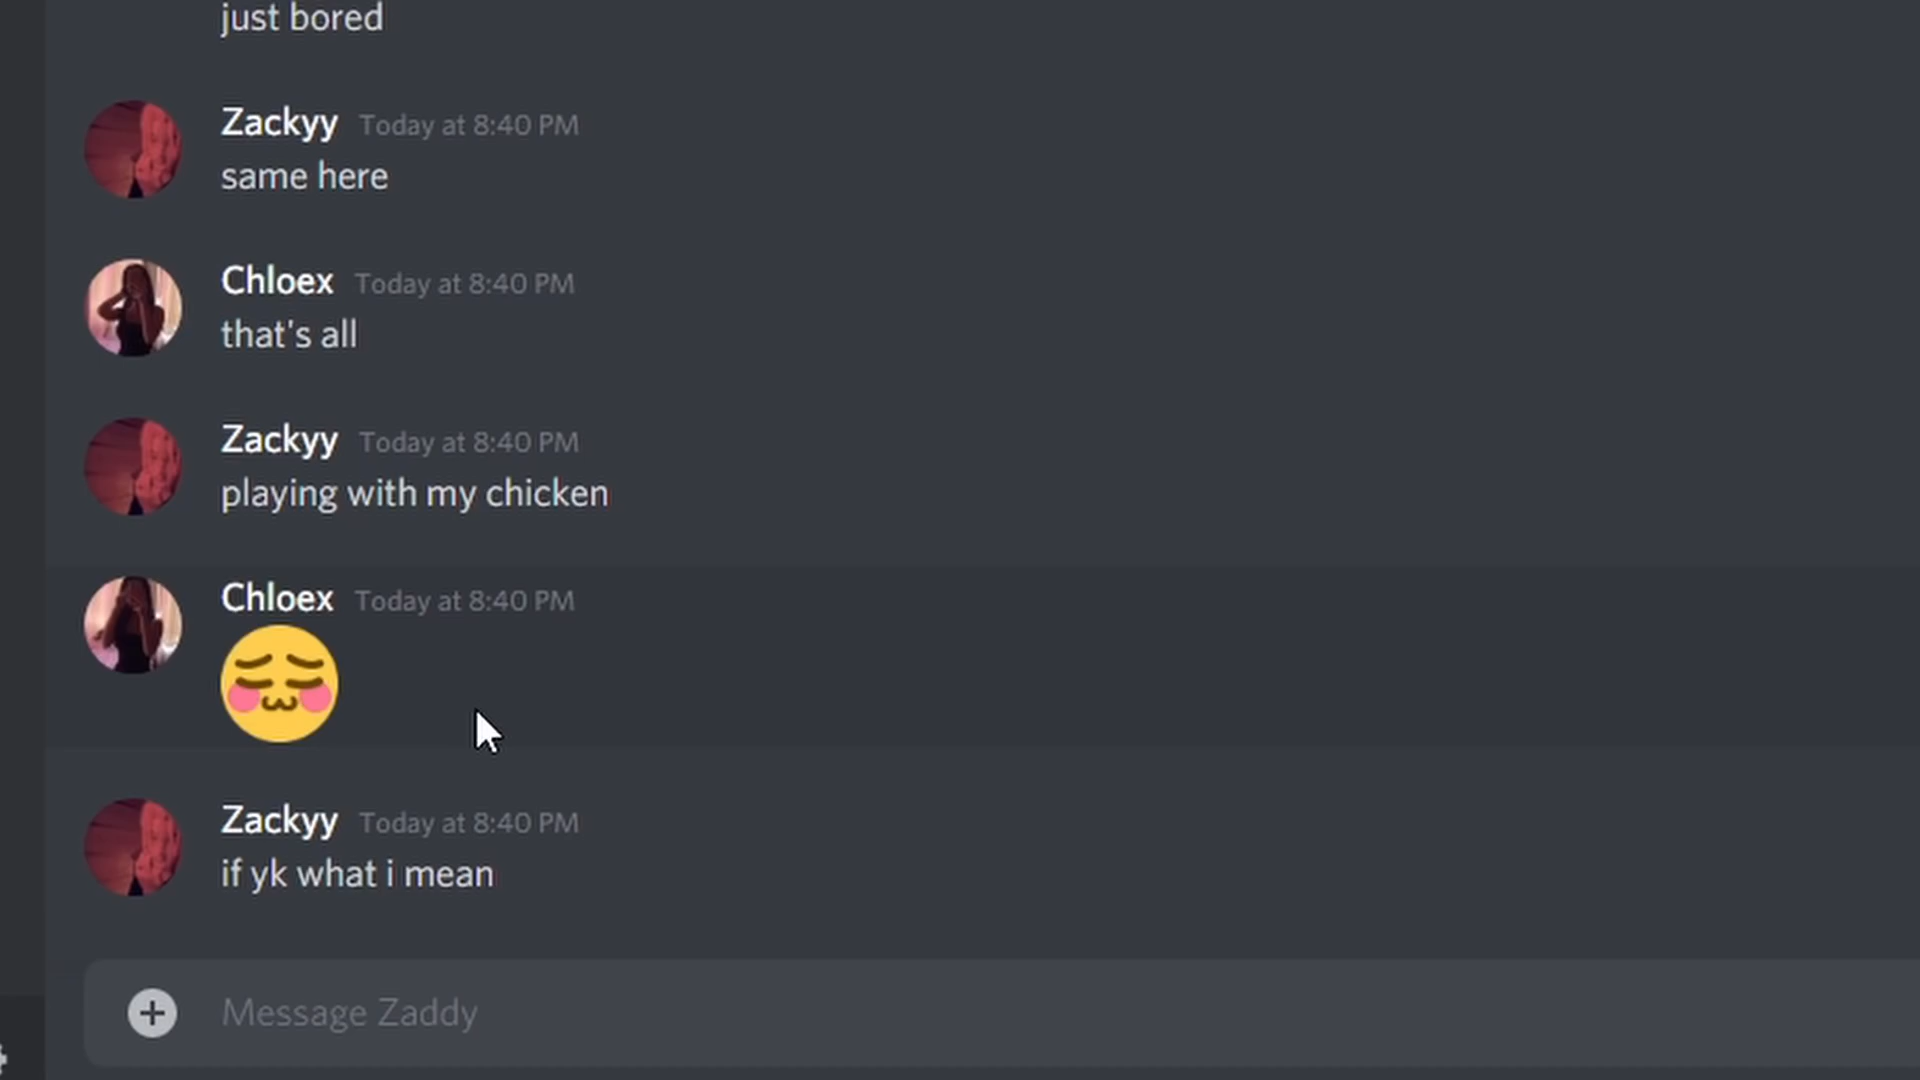 just bored
Zackyy Today at 8:40 PM
same here
Chloex Today at 8:40 PM
that's all
Zackyy Today at 8:40 PM
playing with my chicken
Chloex Today at 8:40 PM
Zackyy Today at 8:40 PM
if yk what i mean
Message Zaddy